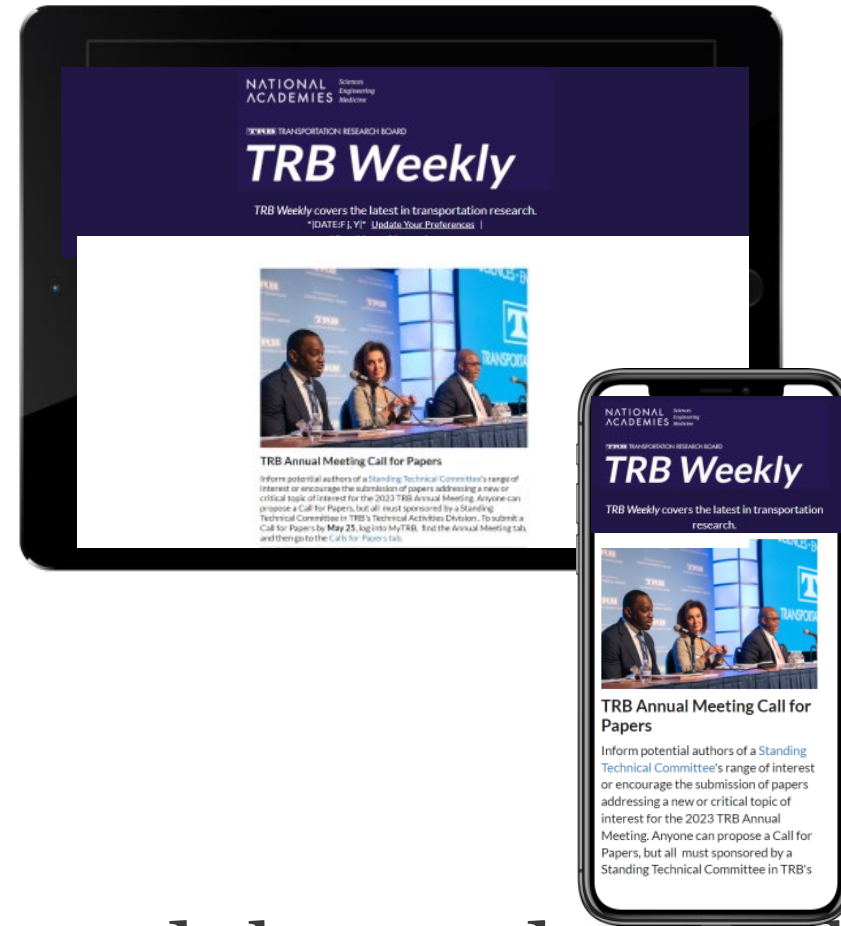 NATIONAL Sciences
ACADEMIES Engineering
Medicine
TRB TRANSPORTATION RESEARCH BOARD
TRB Weekly
TRB Weekly covers the latest in transportation research.
*|DATE:F j, Y|* Update Your Preferences |
TRB
TRB
TRB
TRB
T
TRB Annual Meeting Call for Papers
Inform potential authors of a Standing Technical Committee's range of
interest or encourage the submission of papers addressing a new or
critical topic of interest for the 2023 TRB Annual Meeting. Anyone can
propose a Call for Papers, but all must sponsored by a Standing
Technical Committee in TRB's Technical Activities Division. To submit a
Call for Papers by May 25, log into MyTRB, find the Annual Meeting tab,
and then go to the Calls for Papers tab.
NATIONAL Sciences
ACADEMIES Engineering
Medicine
TRB TRANSPORTATION RESEARCH BOARD
TRB Weekly
TRB Weekly covers the latest in transportation
research.
TRB
TRB
T
TRB Annual Meeting Call for
Papers
Inform potential authors of a Standing
Technical Committee's range of interest
or encourage the submission of papers
addressing a new or critical topic of
interest for the 2023 TRB Annual
Meeting. Anyone can propose a Call for
Papers, but all must sponsored by a
Standing Technical Committee in TRB's